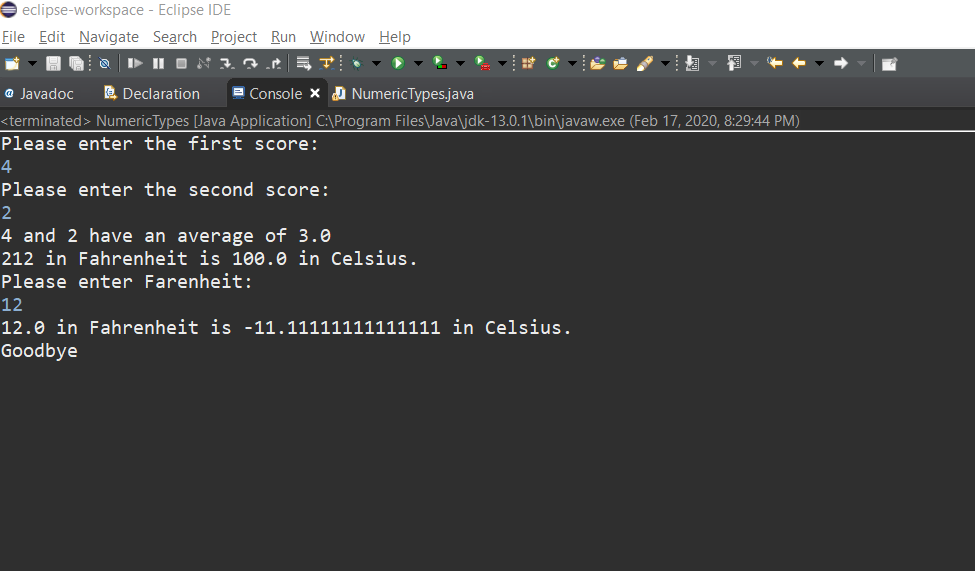 eclipse-workspace - Eclipse IDE
File Edit Navigate Search Project Run Window Help
Javadoc Declaration Console NumericTypes.java
<terminated> NumericTypes [Java Application] C:\Program Files\Java\jdk-13.0.1\bin\javaw.exe (Feb 17, 2020, 8:29:44 PM)
Please enter the first score:
4
Please enter the second score:
2
4 and 2 have an average of 3.0
212 in Fahrenheit is 100.0 in Celsius.
Please enter Farenheit:
12
12.0 in Fahrenheit is -11.11111111111111 in Celsius.
Goodbye